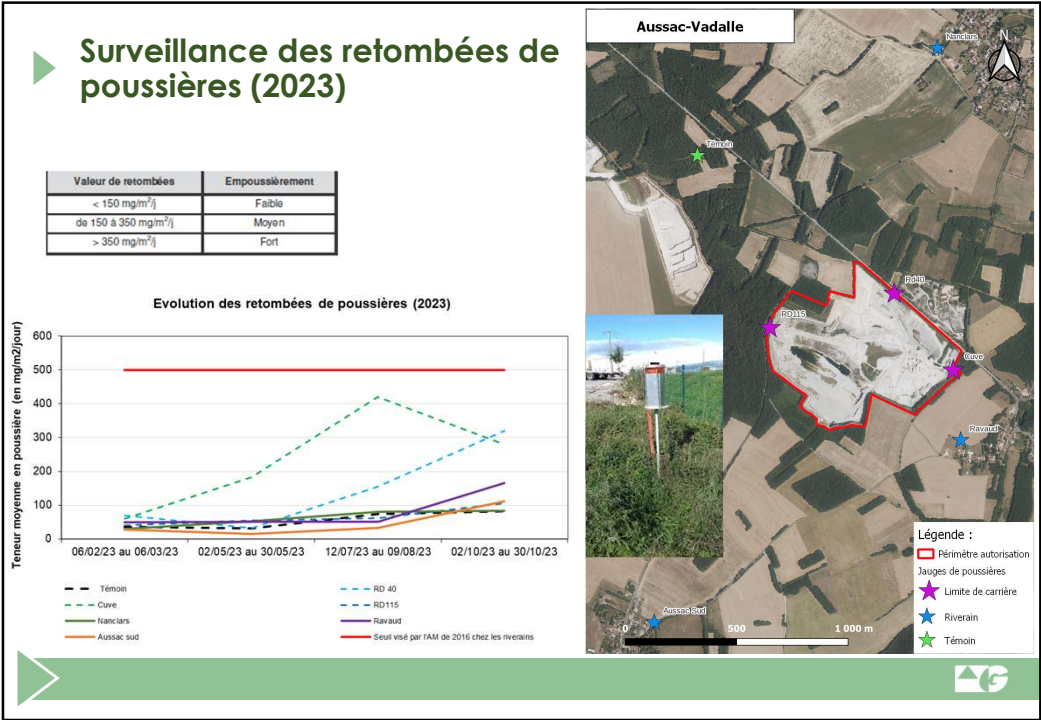 Surveillance des retombées de
poussières (2023)
Valeur de retombées Empoussièrement
< 150 mg/m²/j Faible
de 150 à 350 mg/m²/j Moyen
> 350 mg/m²/j Fort
Evolution des retombées de poussières (2023)
Teneur moyenne en poussière (en mg/m2/jour)
600
500
400
300
200
100
0
06/02/23 au 06/03/23 02/05/23 au 30/05/23 12/07/23 au 09/08/23 02/10/23 au 30/10/23
Témoin
RD 40
Cuve
RD115
Nanclars
Ravaud
Aussac sud
Seuil visé par l'AM de 2016 chez les riverains
Aussac-Vadalle
Nanclars
N
Témoin
Rd40
RD115
Cuve
Ravaud
Aussac Sud
0 500 1 000 m
Légende :
Périmètre autorisation
Jauges de poussières
Limite de carrière
Riverain
Témoin
G